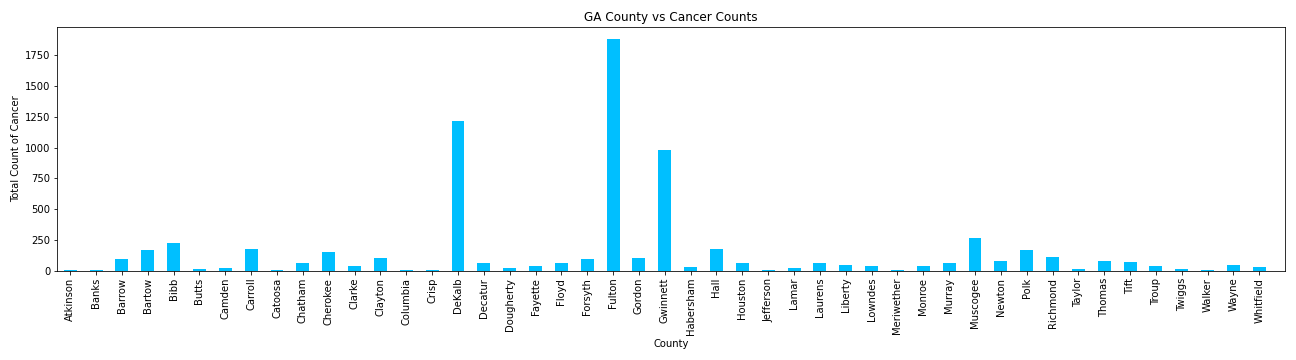 GA County vs Cancer Counts
Total Count of Cancer
1750
1500
1250
1000
750
500
250
0
Atkinson
Banks
Barrow
Bartow
Bibb
Butts
Camden
Carroll
Catoosa
Chatham
Cherokee
Clarke
Clayton
Columbia
Crisp
DeKalb
Decatur
Dougherty
Fayette
Floyd
Forsyth
Fulton
Gordon
Gwinnett
Habersham
Hall
Houston
Jefferson
Lamar
Laurens
Liberty
Lowndes
Meriwether
Monroe
Murray
Muscogee
Newton
Polk
Richmond
Taylor
Thomas
Tift
Troup
Twiggs
Walker
Wayne
Whitfield
County